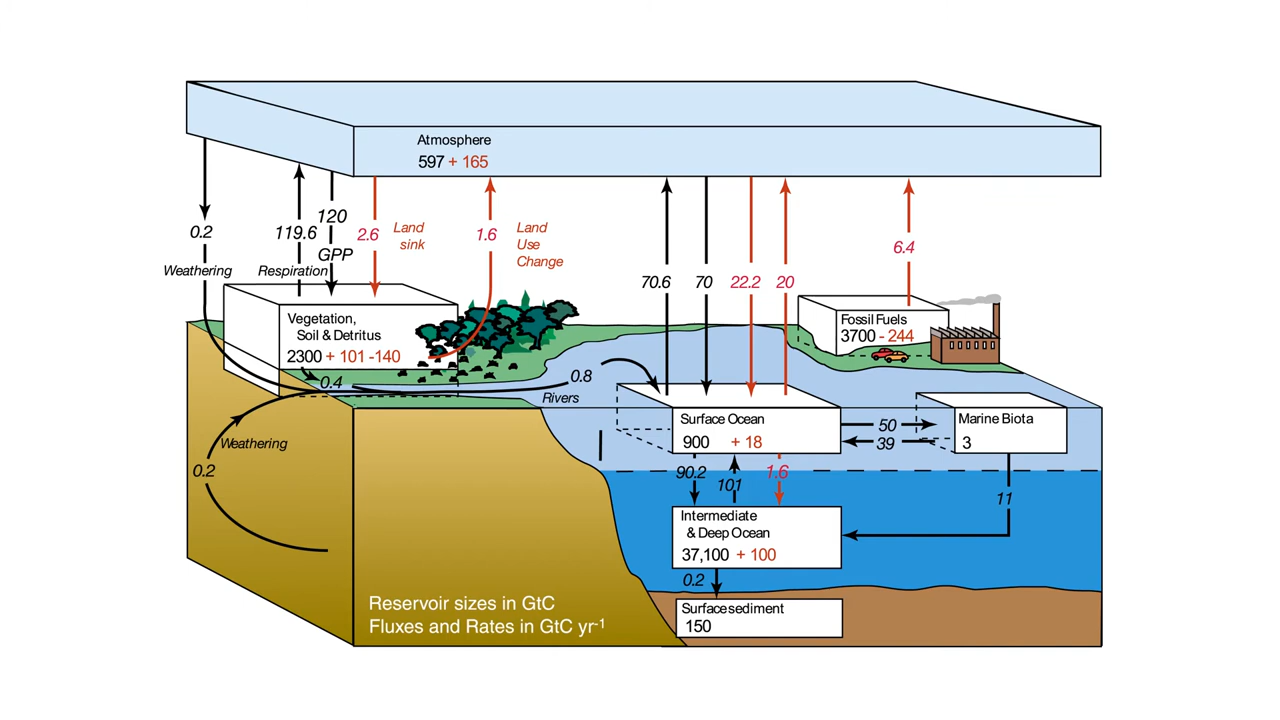 Atmosphere
597 + 165
0.2
Weathering
119.6
Respiration
120
GPP
2.6
Land
sink
1.6
Land
Use
Change
70.6
70
22.2
20
6.4
Vegetation,
Soil & Detritus
2300 + 101 -140
Fossil Fuels
3700 - 244
0.4
0.8
Rivers
Surface Ocean
900 + 18
50
39
Marine Biota
3
Weathering
0.2
90.2
101
1.6
11
Intermediate
& Deep Ocean
37,100 + 100
0.2
Surface sediment
150
Reservoir sizes in GtC
Fluxes and Rates in GtC yr-1